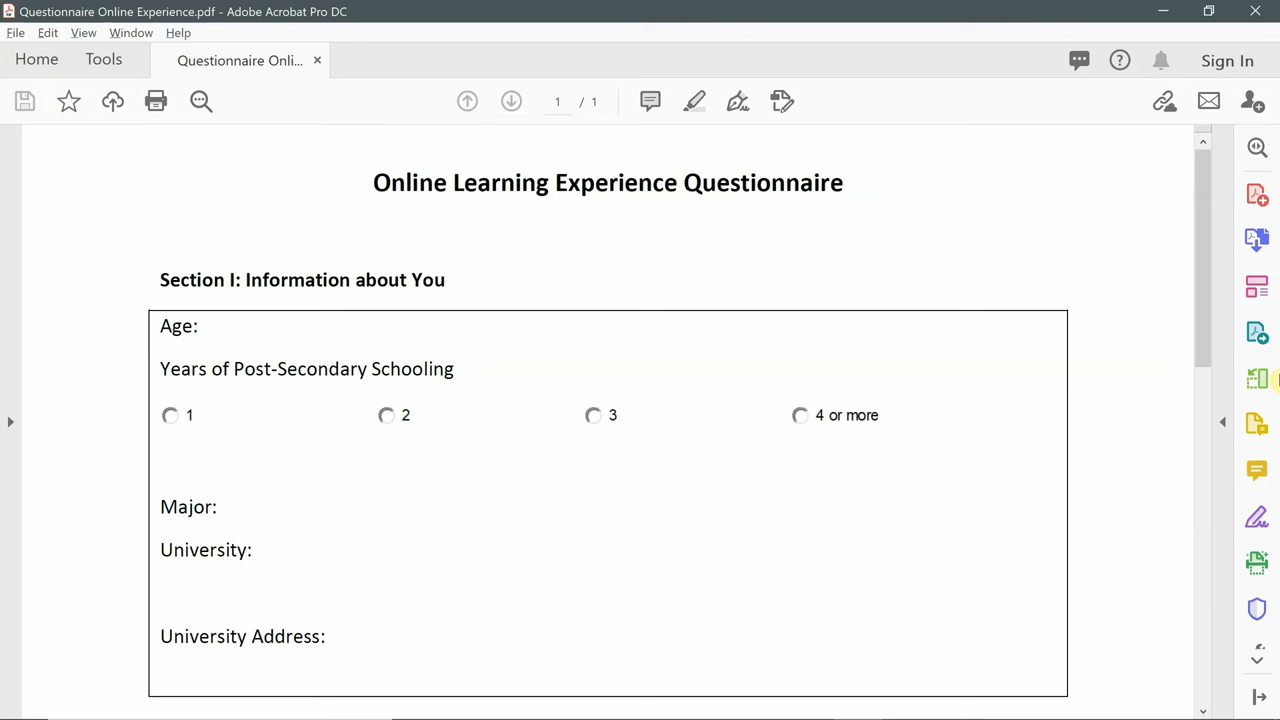 Questionnaire Online Experience.pdf - Adobe Acrobat Pro DC
File Edit View Window Help
Home Tools Questionnaire Onli... × Sign In
1 / 1
Online Learning Experience Questionnaire
Section I: Information about You
Age:
Years of Post-Secondary Schooling
1 2 3 4 or more
Major:
University:
University Address: